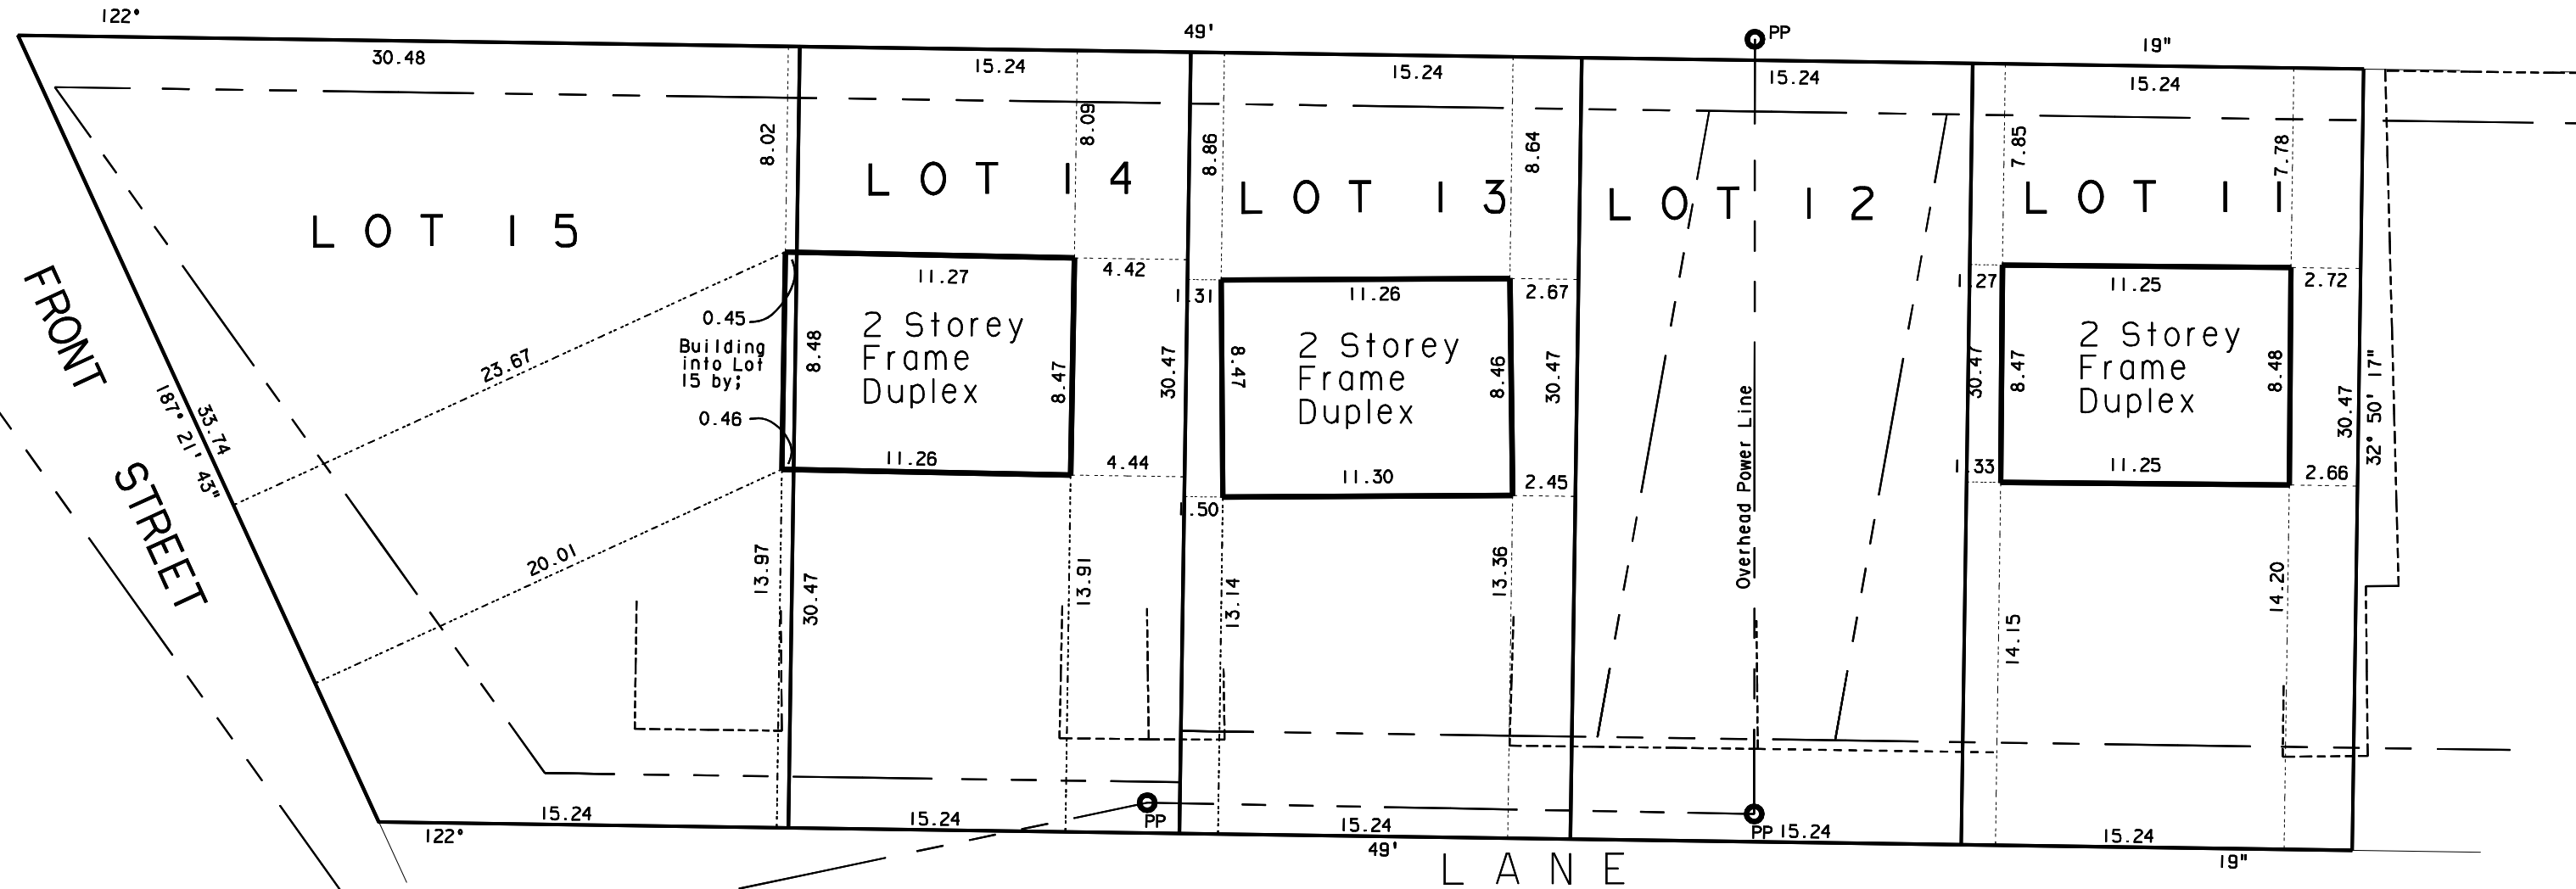 122°
49'
19"
PP
30.48
15.24
15.24
15.24
15.24
8.02
8.09
8.86
8.64
7.85
7.78
LOT 15
LOT 14
LOT 13
LOT 12
LOT 11
FRONT
STREET
187° 21' 43"
33.74
23.67
20.01
0.45
Building
into Lot
15 by;
0.46
11.27
8.48
2 Storey
Frame
Duplex
8.47
11.26
4.42
4.44
30.47
1.31
11.26
2.67
8.47
2 Storey
Frame
Duplex
8.46
30.47
11.30
2.45
1.50
Overhead Power Line
1.27
11.25
2.72
30.47
8.47
2 Storey
Frame
Duplex
8.48
30.47
32° 50' 17"
1.33
11.25
2.66
13.97
30.47
13.91
13.14
13.36
14.15
14.20
15.24
15.24
PP
15.24
PP
15.24
15.24
122°
49'
19"
LANE